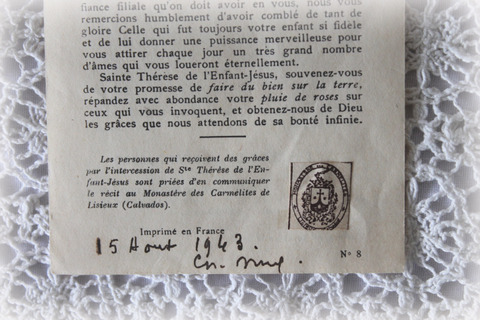 fiance filiale qu'on doit avoir en vous, nous vous
remercions humblement d'avoir comblé de tant de
gloire Celle qui fut toujours votre enfant si fidèle
et de lui donner une puissance merveilleuse pour
vous attirer chaque jour un très grand nombre
d'âmes qui vous loueront éternellement.
Sainte Thérèse de l'Enfant-Jésus, souvenez-vous
de votre promesse de faire du bien sur la terre,
répandez avec abondance votre pluie de roses sur
ceux qui vous invoquent, et obtenez-nous de Dieu
les grâces que nous attendons de sa bonté infinie.
Les personnes qui reçoivent des grâces
par l'intercession de Ste Thérèse de l'En-
fant-Jésus sont priées d'en communiquer
le récit au Monastère des Carmélites de
Lisieux (Calvados).
Imprimé en France
15 Aout 1943.
No 8